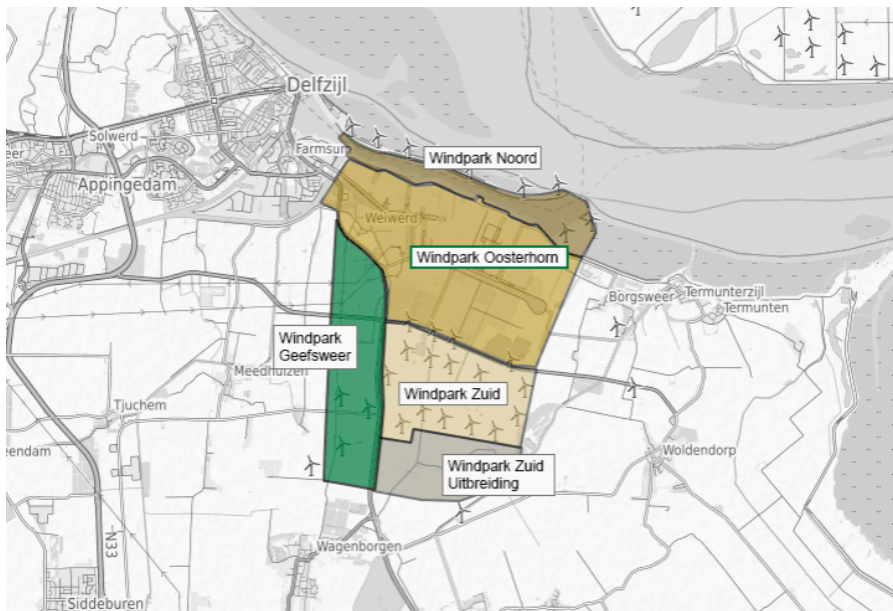 Delfzijl
Solwerd
Farmsum
Appingedam
Windpark Noord
Weiwerd
Windpark Oosterhorn
Borgsweer
Termunterzijl
Termunten
Windpark
Geefsweer
Meedhuizen
Windpark Zuid
Tjuchem
eendam
Woldendorp
Windpark Zuid
Uitbreiding
N33
Wagenborgen
Siddeburen